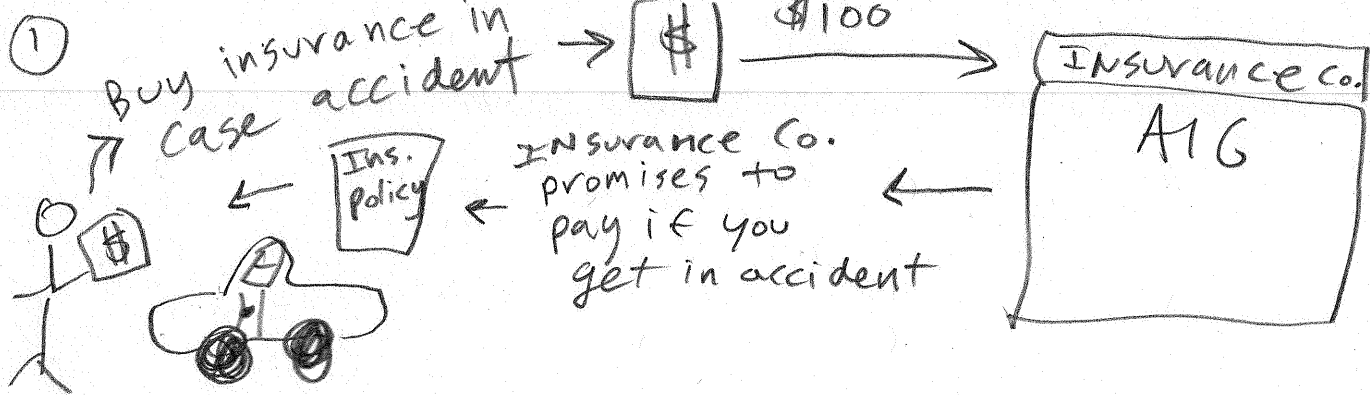 1
Buy insurance in
case accident
$
$100
Insurance Co.
AIG
Insurance Co.
promises to
pay if you
get in accident
Ins.
policy
$